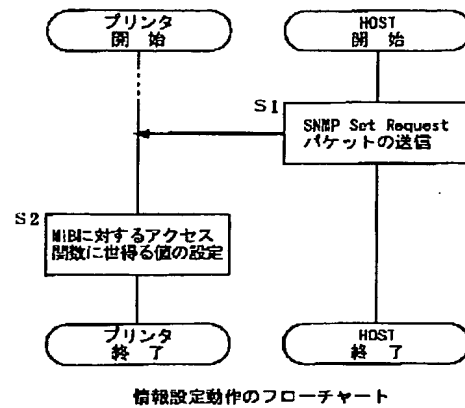 プリンタ
開 始
HOST
開 始
S1
SNMP Set Request
パケットの送信
S2
MIBに対するアクセス
関数に世得る値の設定
プリンタ
終 了
HOST
終 了
情報設定動作のフローチャート